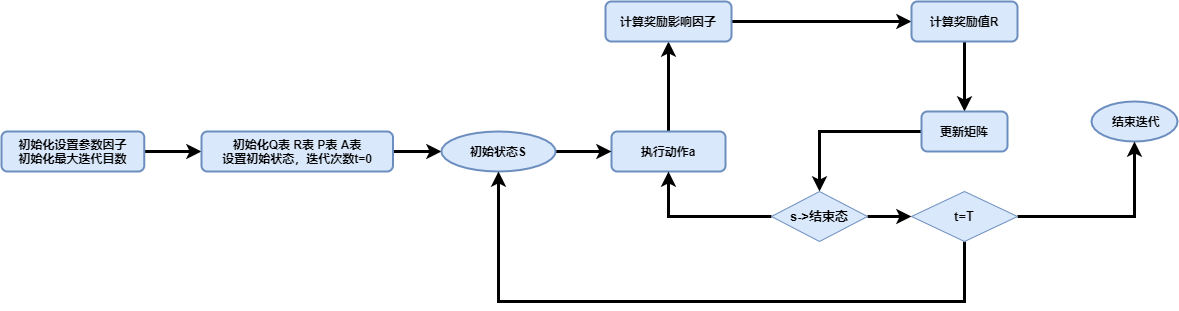 计算奖励影响因子
计算奖励值R
初始化设置参数因子
初始化最大迭代目数
初始化Q表 R表 P表 A表
设置初始状态，迭代次数t=0
初始状态S
执行动作a
更新矩阵
结束迭代
s->结束态
t=T